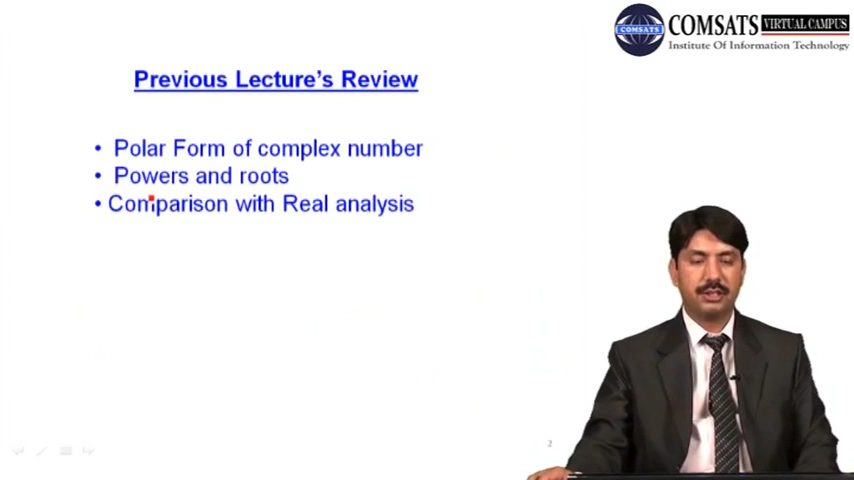 COMSATS VIRTUAL CAMPUS
COMSATS
Institute Of Information Technology
Previous Lecture's Review
• Polar Form of complex number
• Powers and roots
• Comparison with Real analysis
2